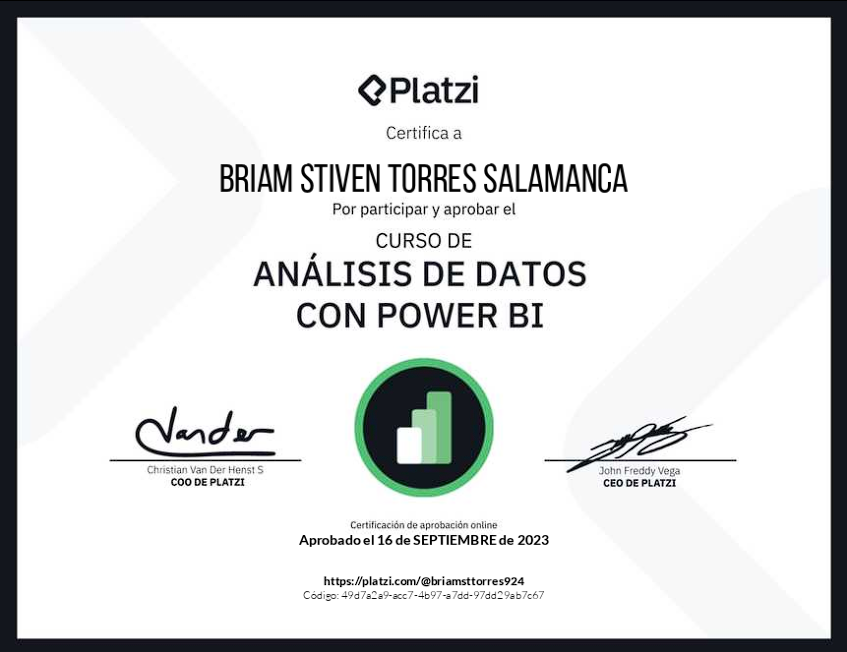 Platzi
Certifica a
BRIAM STIVEN TORRES SALAMANCA
Por participar y aprobar el
CURSO DE
ANÁLISIS DE DATOS
CON POWER BI
Christian Van Der Henst S
COO DE PLATZI
John Freddy Vega
CEO DE PLATZI
Certificación de aprobación online
Aprobado el 16 de SEPTIEMBRE de 2023
https://platzi.com/@briamsttorres924
Código: 49d7a2a9-acc7-4b97-a7dd-97dd29ab7c67